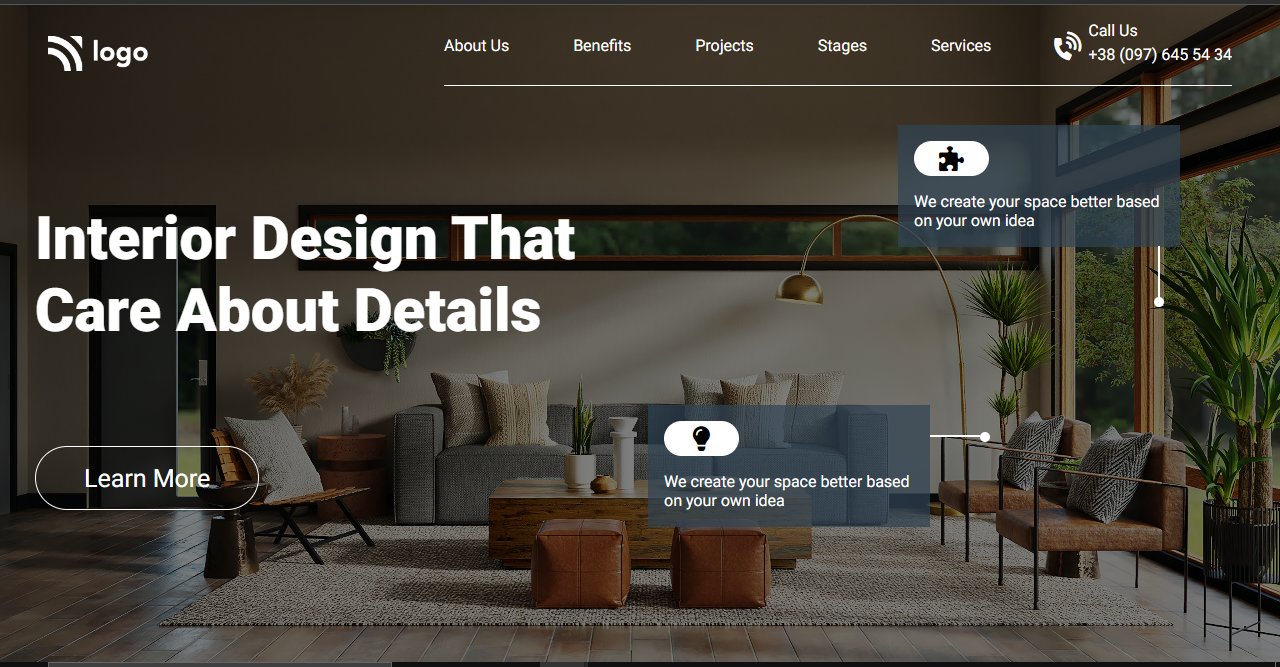 logo
About Us
Benefits
Projects
Stages
Services
Call Us
+38 (097) 645 54 34
We create your space better based
on your own idea
Interior Design That
Care About Details
Learn More
We create your space better based
on your own idea